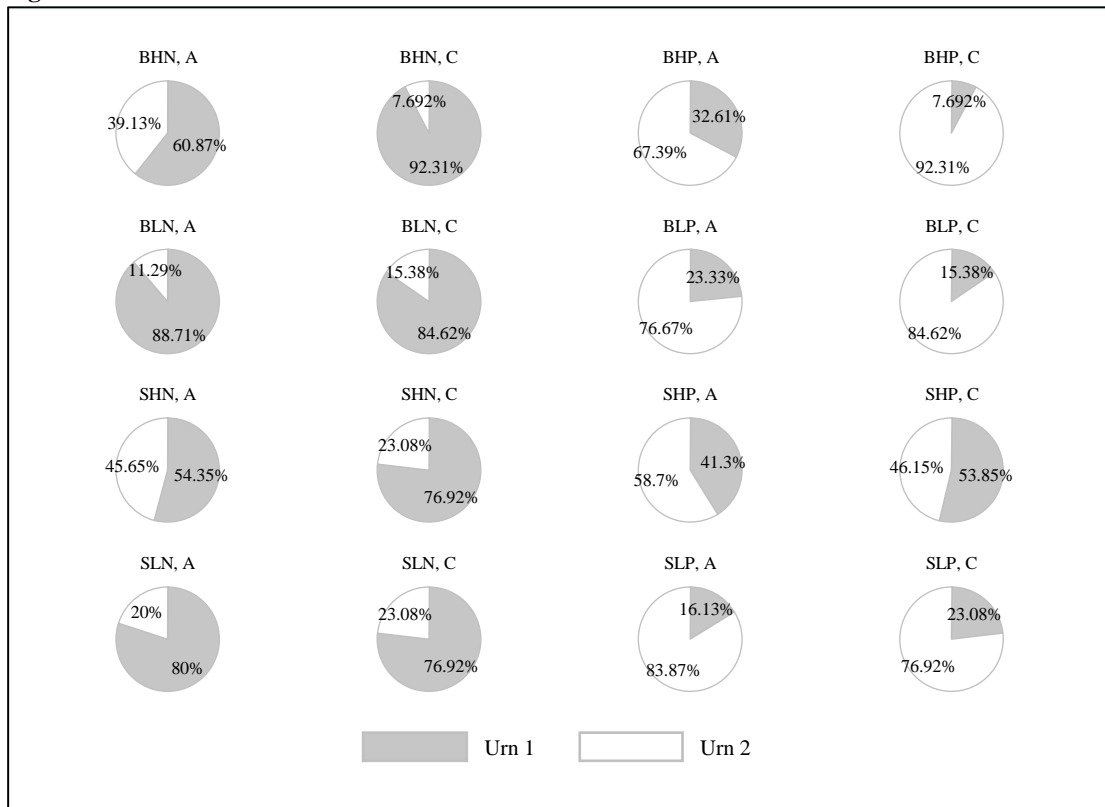 BHN, A
39.13%
60.87%
BHN, C
7.692%
92.31%
BHP, A
32.61%
67.39%
BHP, C
7.692%
92.31%
BLN, A
11.29%
88.71%
BLN, C
15.38%
84.62%
BLP, A
23.33%
76.67%
BLP, C
15.38%
84.62%
SHN, A
45.65%
54.35%
SHN, C
23.08%
76.92%
SHP, A
41.3%
58.7%
SHP, C
46.15%
53.85%
SLN, A
20%
80%
SLN, C
23.08%
76.92%
SLP, A
16.13%
83.87%
SLP, C
23.08%
76.92%
Urn 1
Urn 2